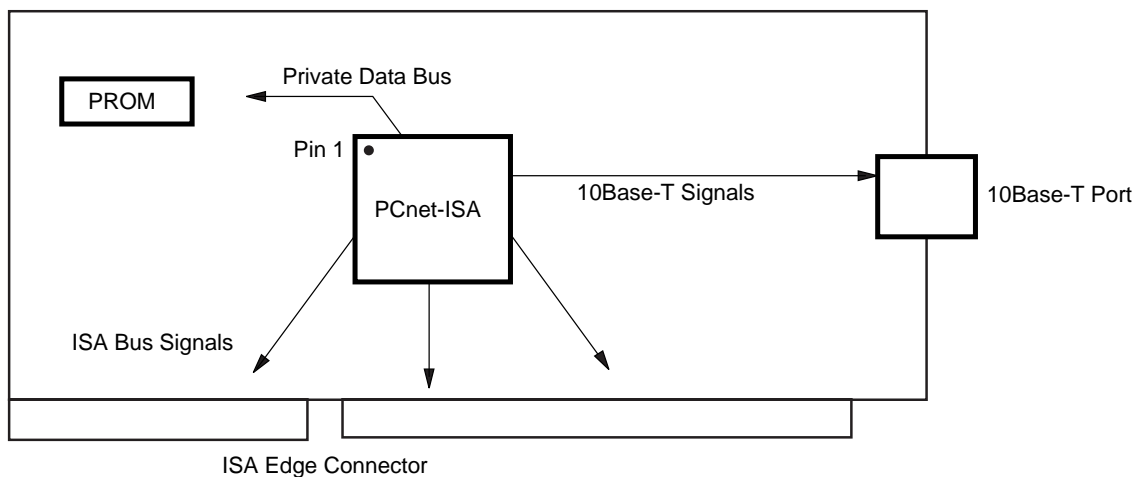 Private Data Bus
PROM
Pin 1
PCnet-ISA
10Base-T Signals
10Base-T Port
ISA Bus Signals
ISA Edge Connector